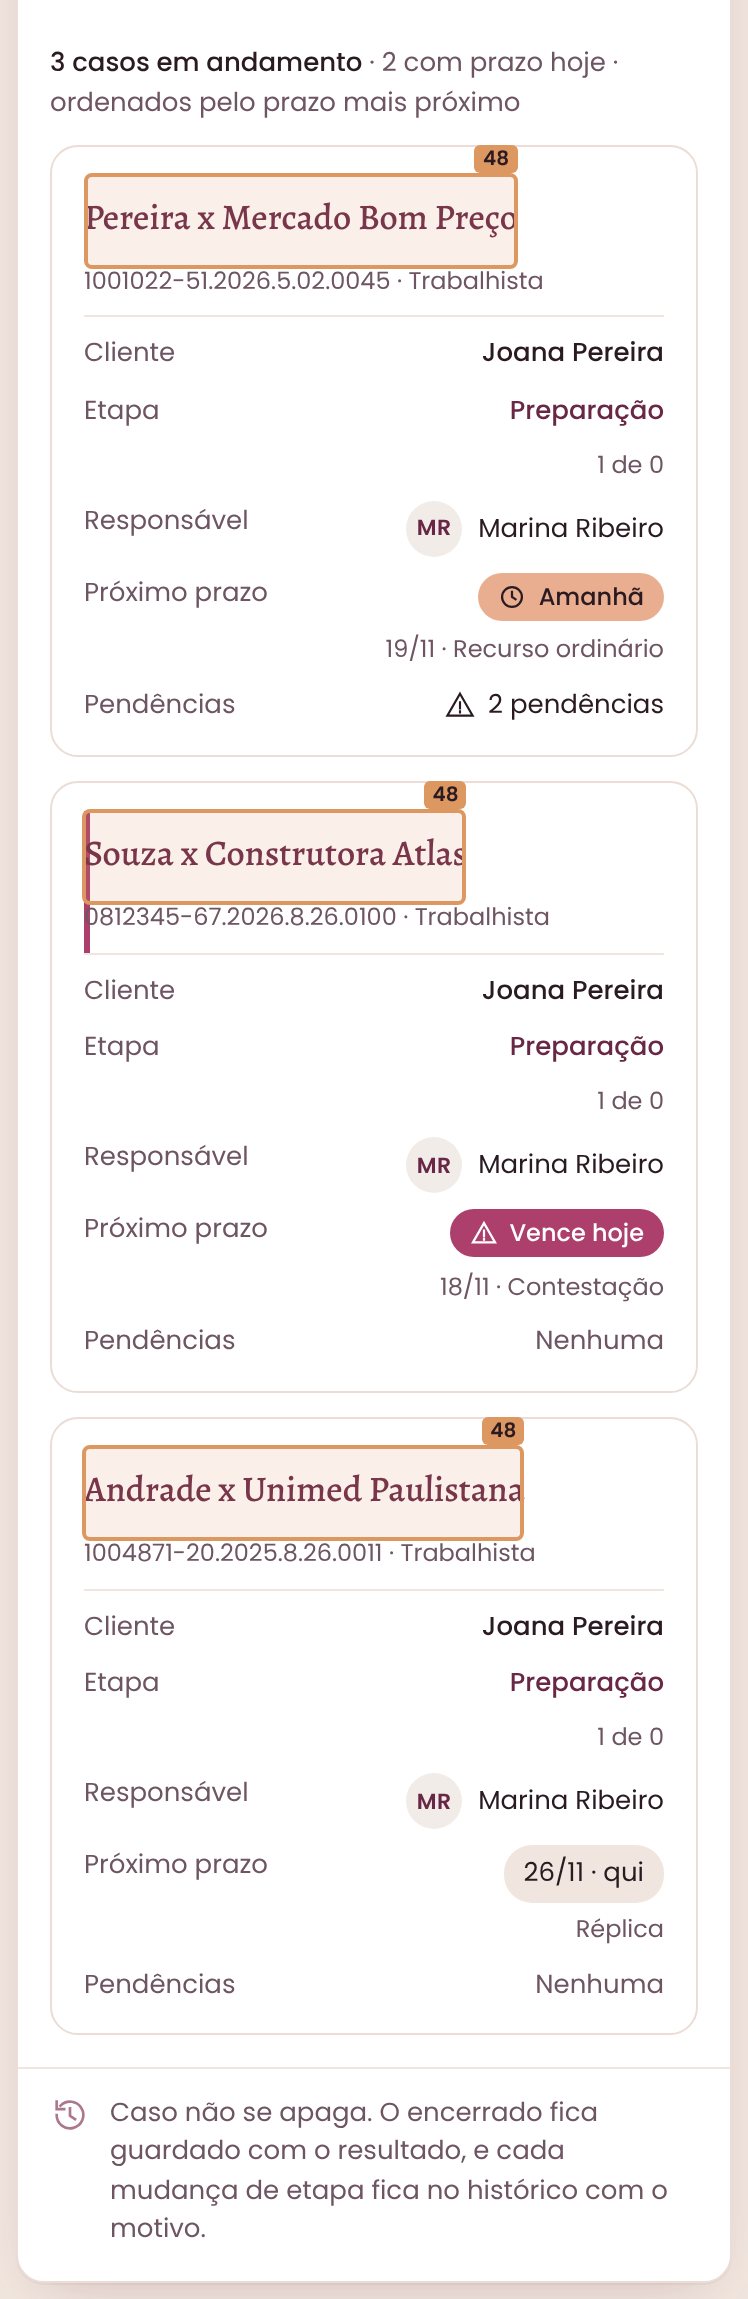 3 casos em andamento · 2 com prazo hoje ·
ordenados pelo prazo mais próximo
48
Pereira x Mercado Bom Preço
1001022-51.2026.5.02.0045 · Trabalhista
Cliente Joana Pereira
Etapa Preparação
1 de 0
Responsável MR Marina Ribeiro
Próximo prazo Amanhã
19/11 · Recurso ordinário
Pendências 2 pendências
48
Souza x Construtora Atlas
0812345-67.2026.8.26.0100 · Trabalhista
Cliente Joana Pereira
Etapa Preparação
1 de 0
Responsável MR Marina Ribeiro
Próximo prazo Vence hoje
18/11 · Contestação
Pendências Nenhuma
48
Andrade x Unimed Paulistana
1004871-20.2025.8.26.0011 · Trabalhista
Cliente Joana Pereira
Etapa Preparação
1 de 0
Responsável MR Marina Ribeiro
Próximo prazo 26/11 · qui
Réplica
Pendências Nenhuma
Caso não se apaga. O encerrado fica
guardado com o resultado, e cada
mudança de etapa fica no histórico com o
motivo.